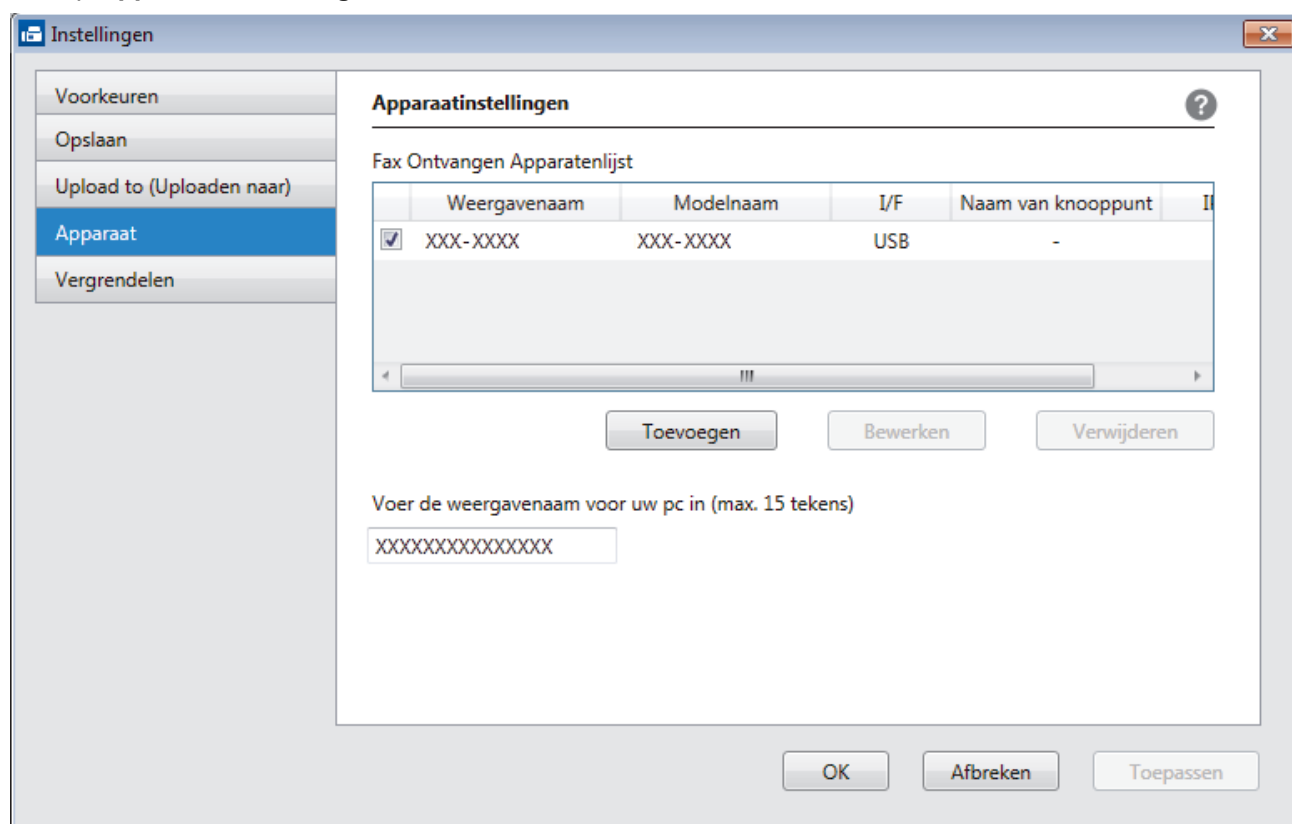 Instellingen
Voorkeuren
Opslaan
Upload to (Uploaden naar)
Apparaat
Vergrendelen
Apparaatinstellingen
Fax Ontvangen Apparatenlijst
Weergavenaam Modelnaam I/F Naam van knooppunt
XXX-XXXX XXX-XXXX USB -
Toevoegen Bewerken Verwijderen
Voer de weergavenaam voor uw pc in (max. 15 tekens)
XXXXXXXXXXXXXXX
OK Afbreken Toepassen